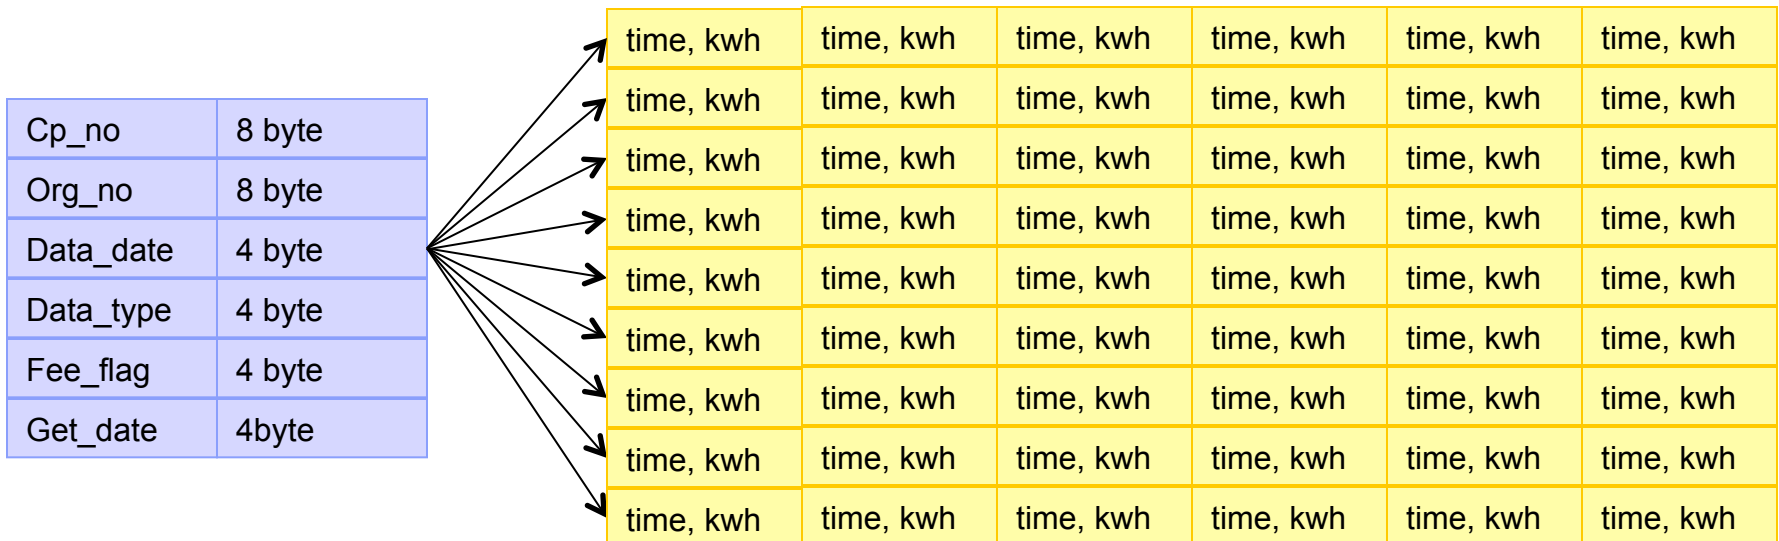 Cp_no 8 byte
Org_no 8 byte
Data_date 4 byte
Data_type 4 byte
Fee_flag 4 byte
Get_date 4byte
time, kwh time, kwh time, kwh time, kwh time, kwh time, kwh
time, kwh time, kwh time, kwh time, kwh time, kwh time, kwh
time, kwh time, kwh time, kwh time, kwh time, kwh time, kwh
time, kwh time, kwh time, kwh time, kwh time, kwh time, kwh
time, kwh time, kwh time, kwh time, kwh time, kwh time, kwh
time, kwh time, kwh time, kwh time, kwh time, kwh time, kwh
time, kwh time, kwh time, kwh time, kwh time, kwh time, kwh
time, kwh time, kwh time, kwh time, kwh time, kwh time, kwh
time, kwh time, kwh time, kwh time, kwh time, kwh time, kwh